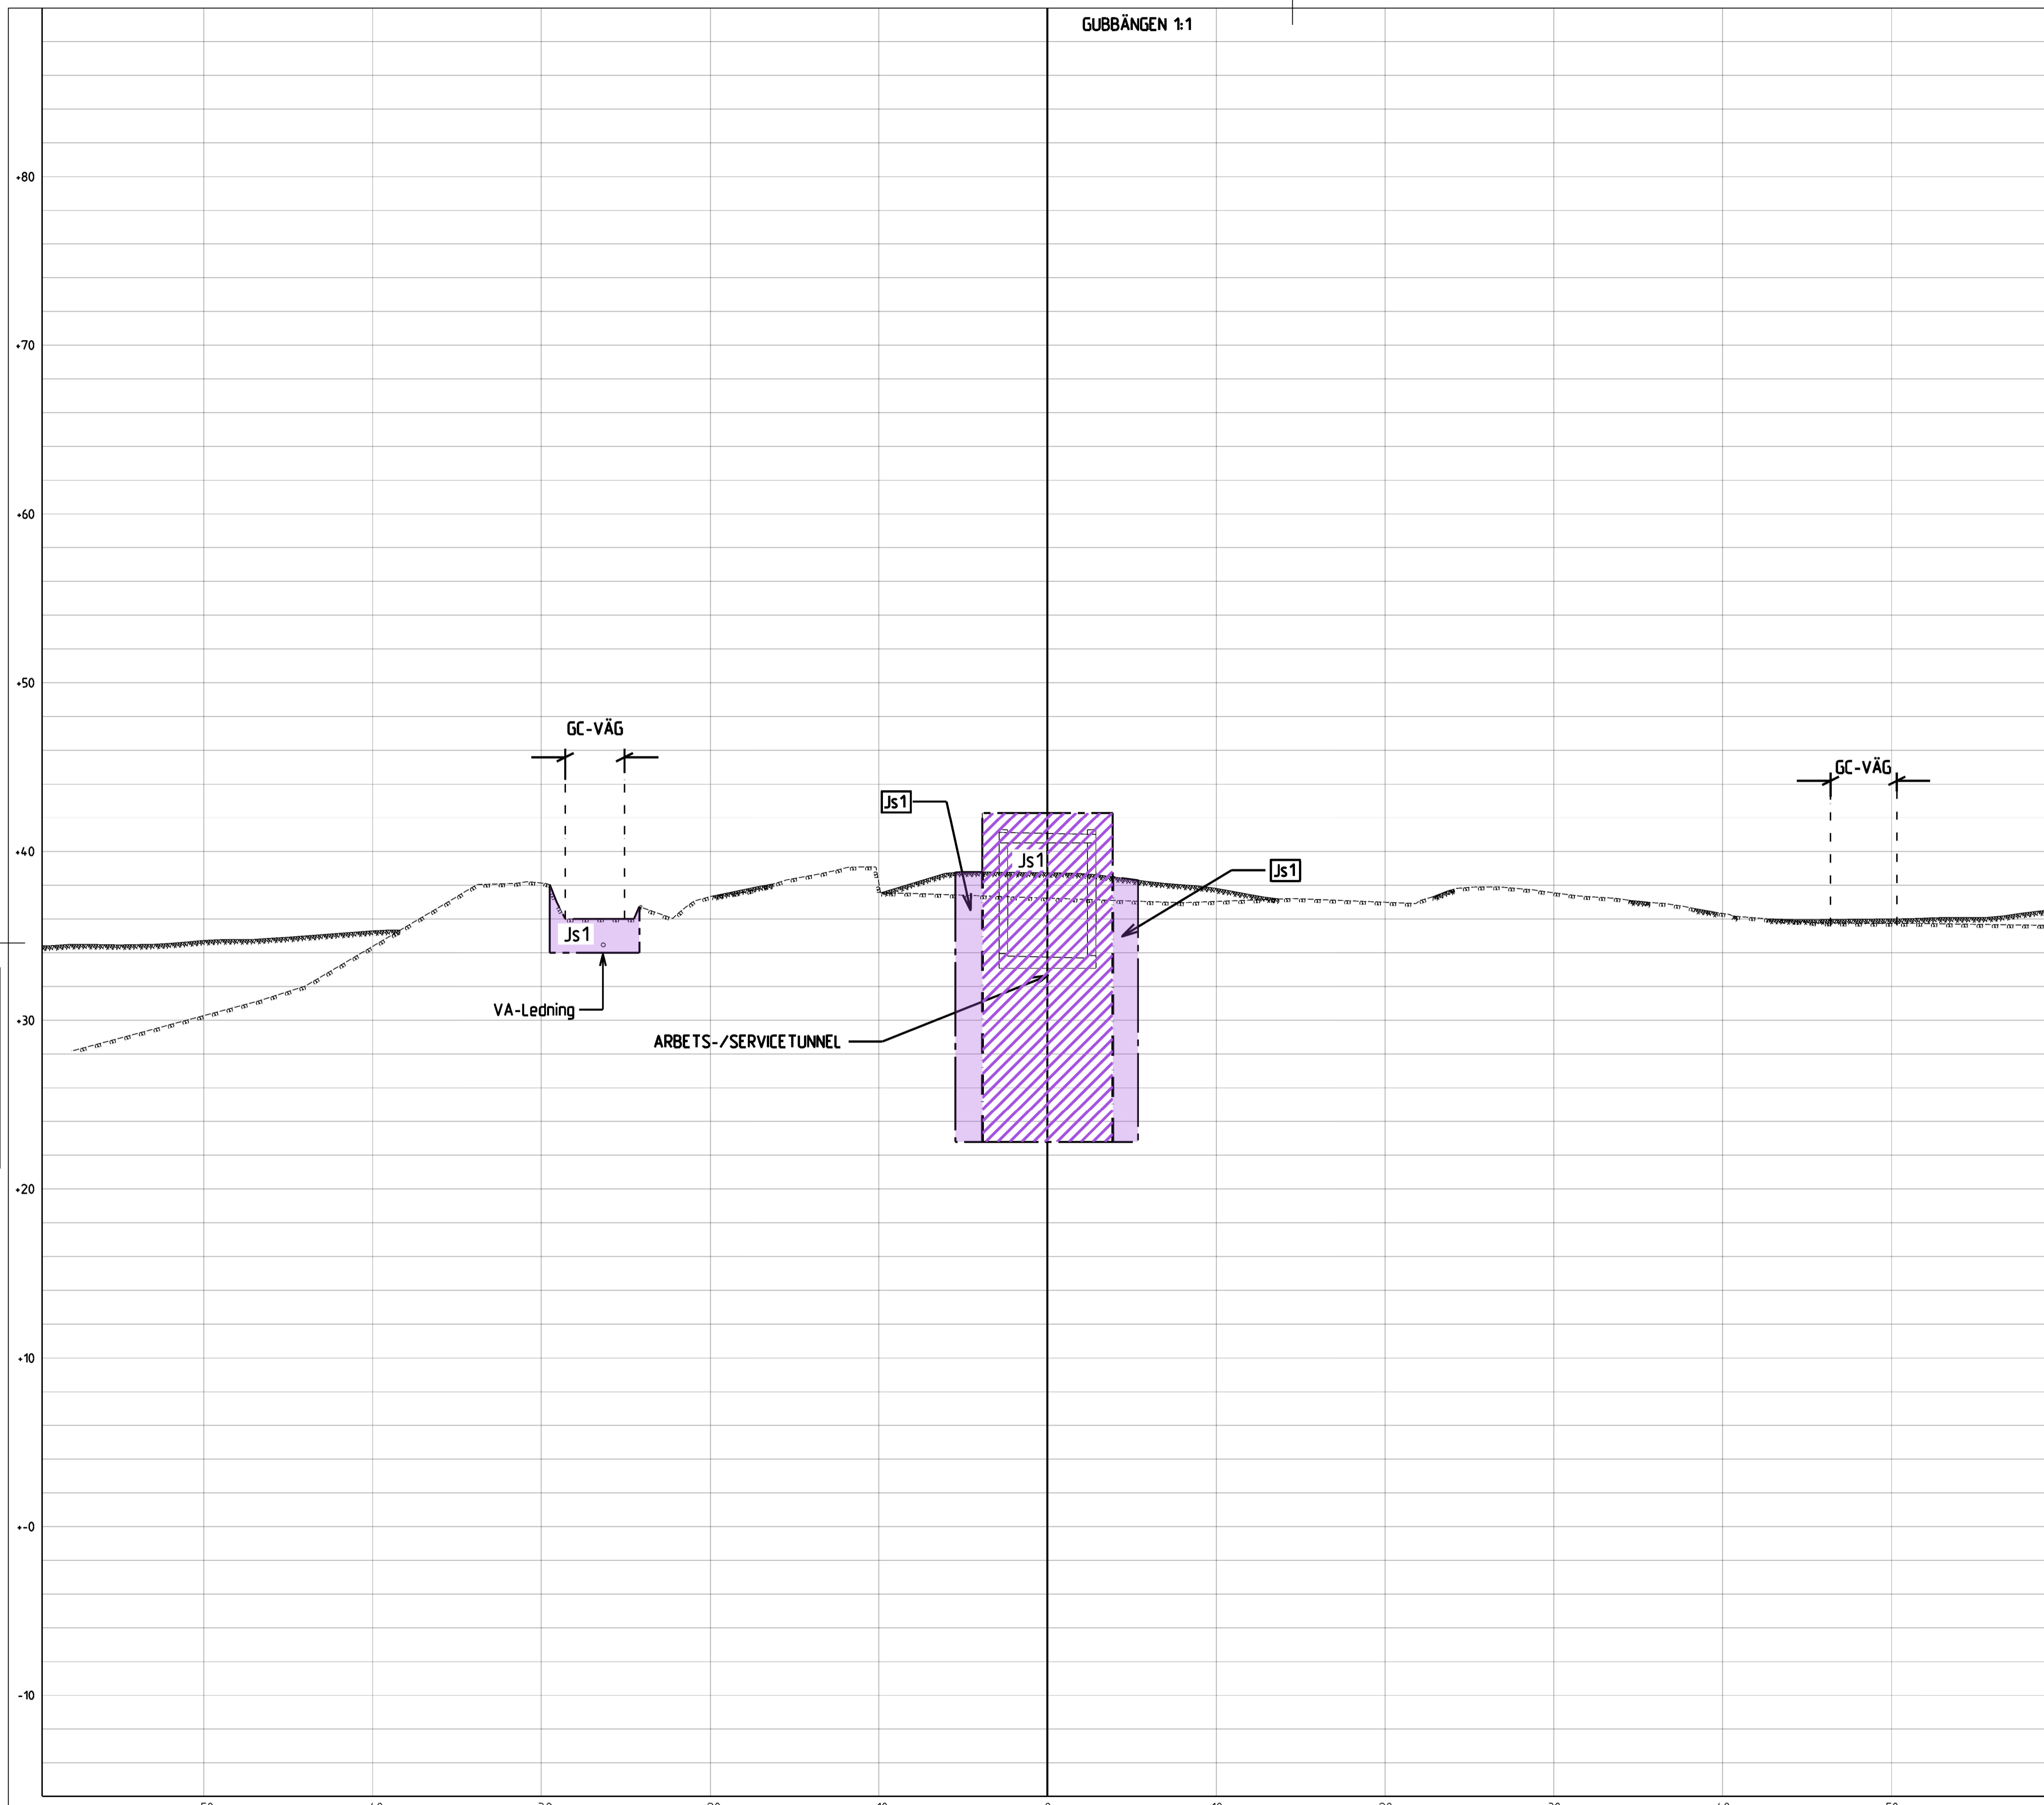 GUBBÄNGEN 1:1
+80
+70
+60
+50
GC-VÄG
GC-VÄG
Js1
+40
Js1
Js1
Js1
VA-Ledning
+30
ARBETS-/SERVICETUNNEL
+20
+10
+-0
-10